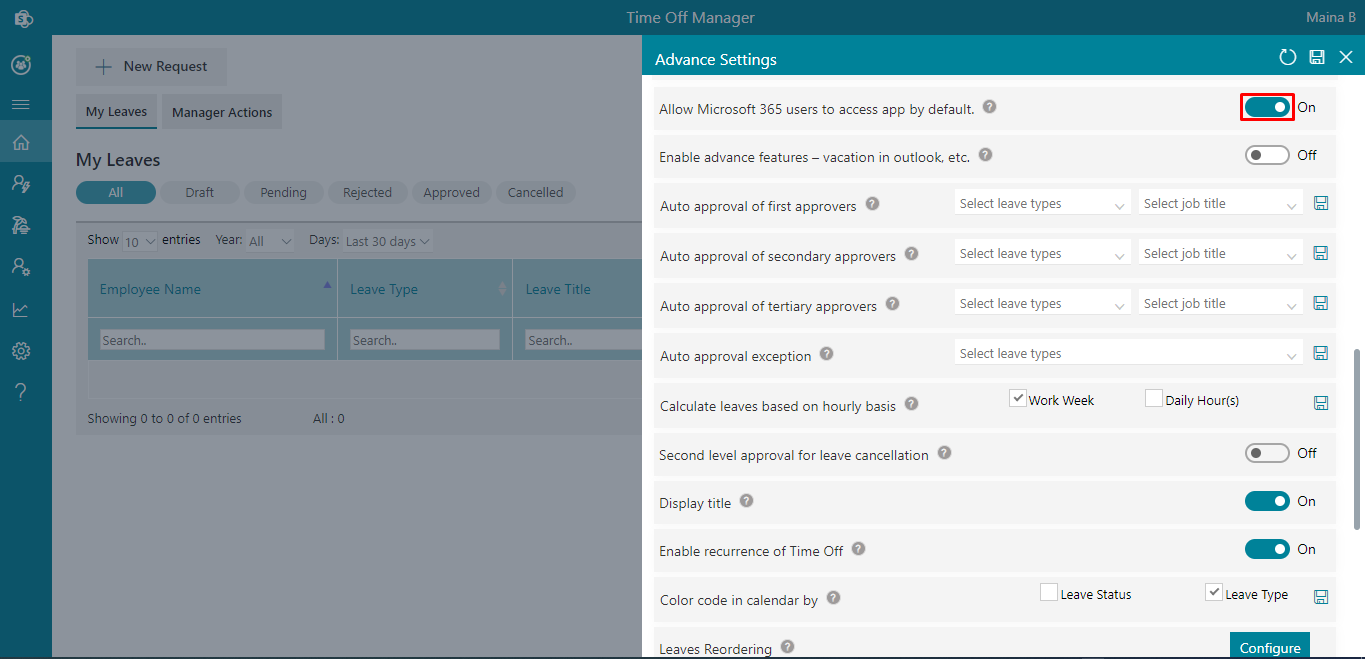 Time Off Manager
Maina B
New Request
My Leaves
Manager Actions
My Leaves
All
Draft
Pending
Rejected
Approved
Cancelled
Show 10 entries Year: All Days: Last 30 days
Employee Name
Leave Type
Leave Title
Search..
Search..
Search..
Showing 0 to 0 of 0 entries
All : 0
Advance Settings
Allow Microsoft 365 users to access app by default. ? On
Enable advance features – vacation in outlook, etc. ? Off
Auto approval of first approvers ? Select leave types Select job title
Auto approval of secondary approvers ? Select leave types Select job title
Auto approval of tertiary approvers ? Select leave types Select job title
Auto approval exception ? Select leave types
Calculate leaves based on hourly basis ? Work Week Daily Hour(s)
Second level approval for leave cancellation ? Off
Display title ? On
Enable recurrence of Time Off ? On
Color code in calendar by ? Leave Status Leave Type
Leaves Reordering ? Configure